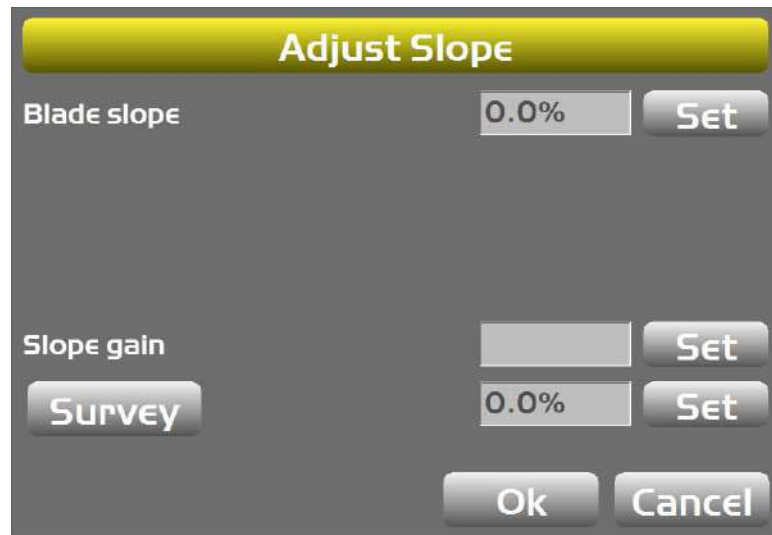 Adjust Slope
Blade slope 0.0% Set
Slope gain Set
Survey 0.0% Set
Ok Cancel